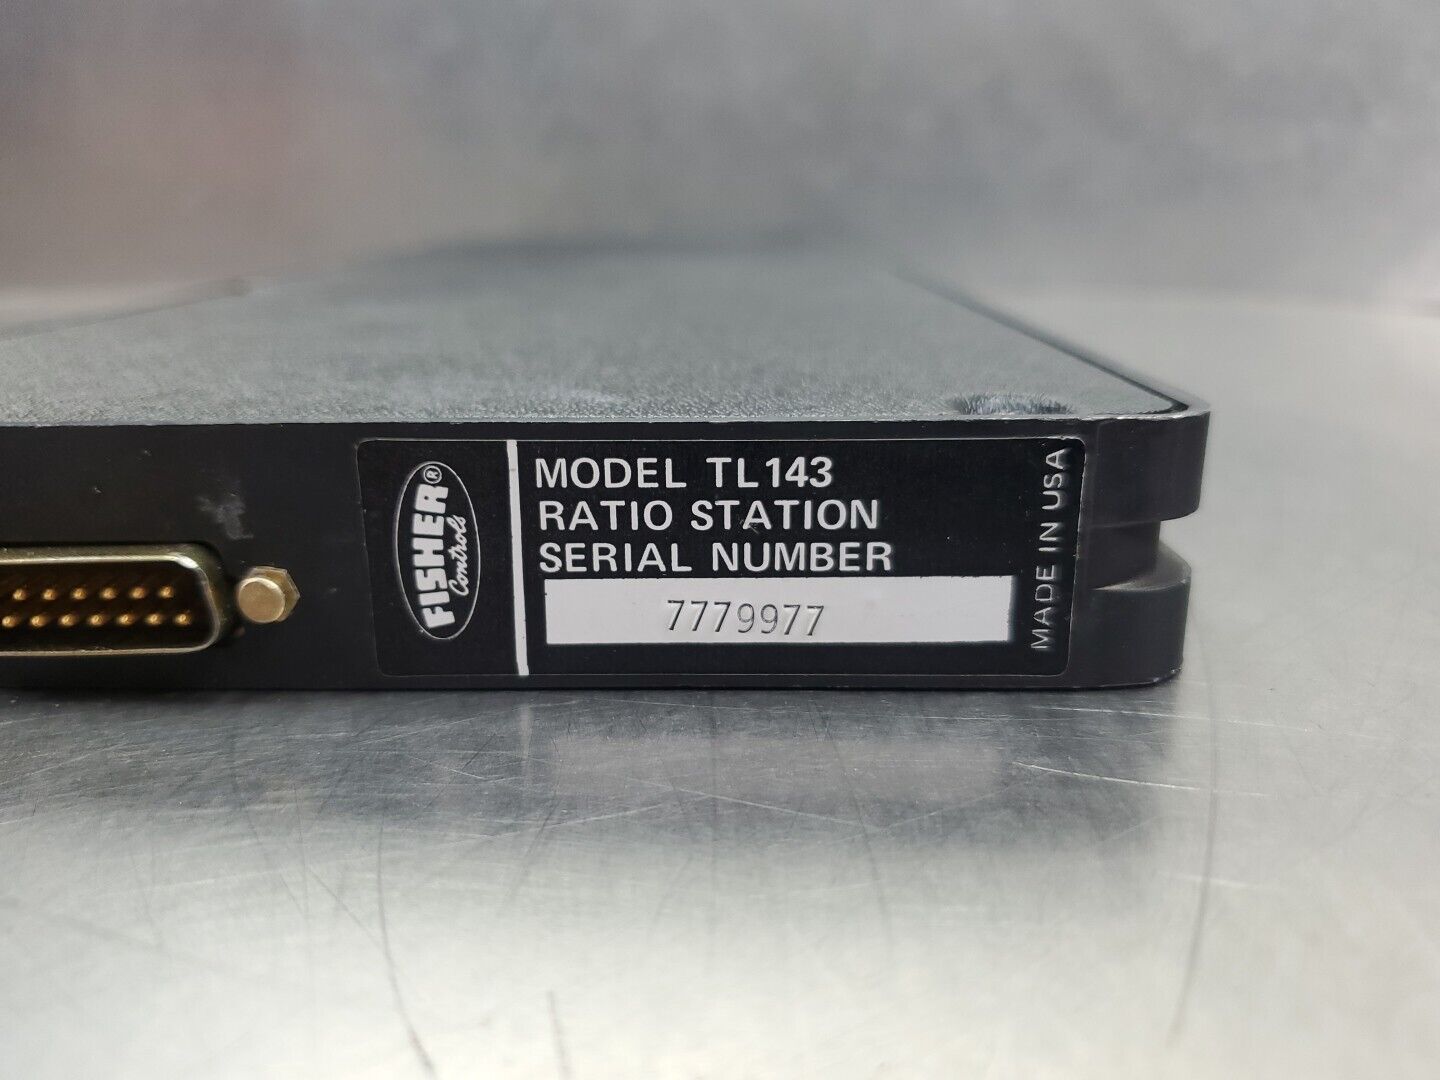 FISHER®
Controls
MODEL TL143
RATIO STATION
SERIAL NUMBER
7779977
MADE IN USA